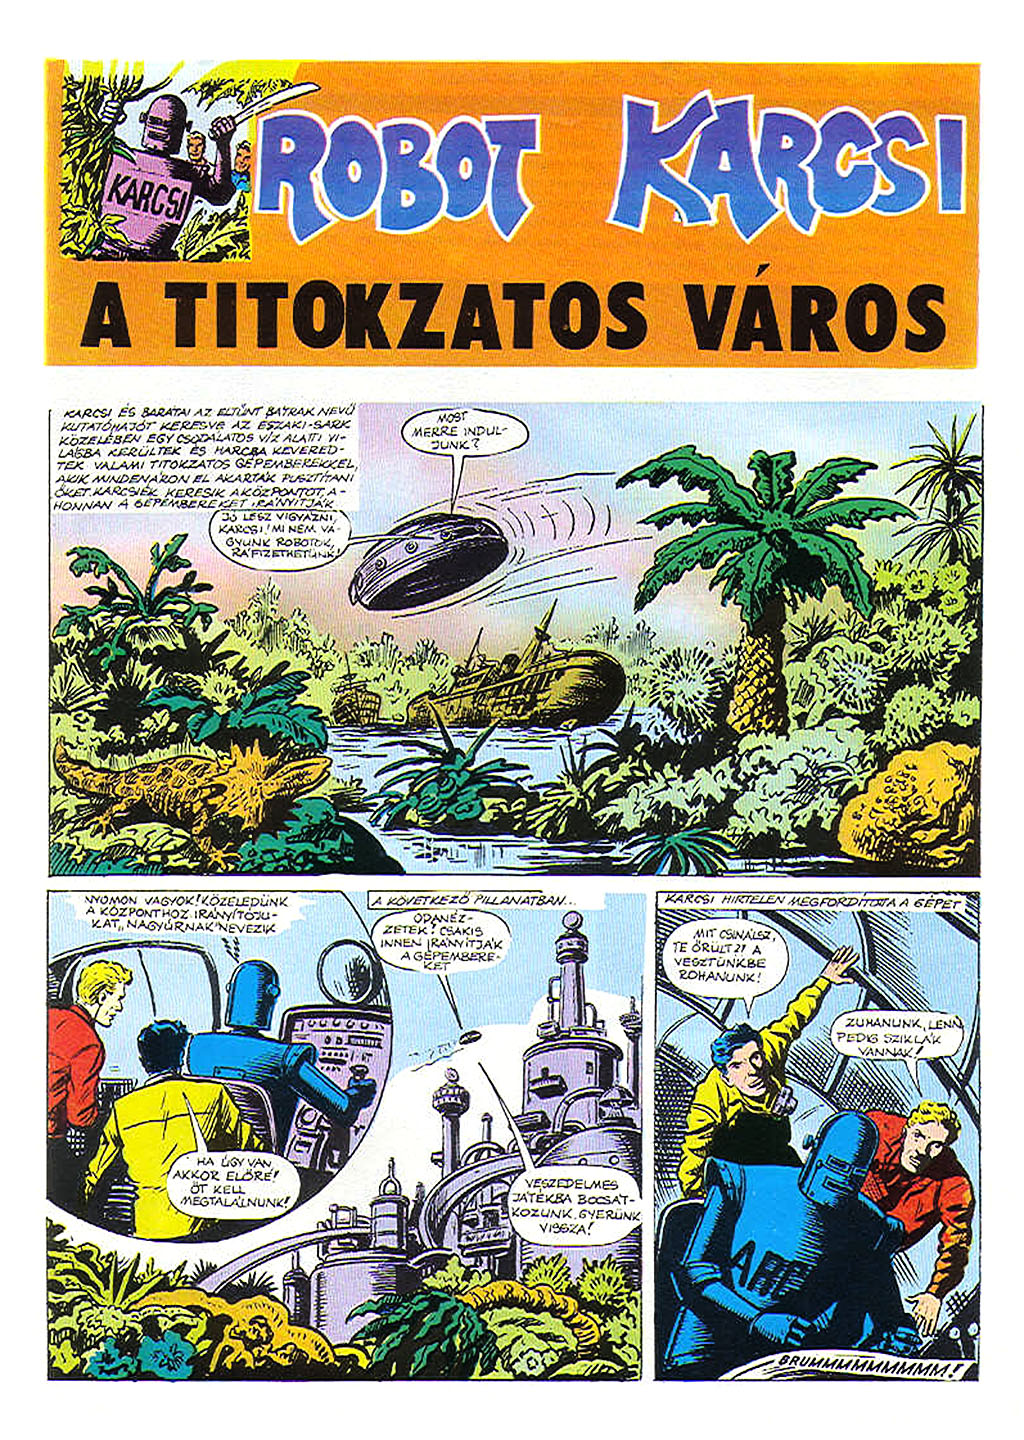 KARCSI
ROBOT KARCSI
A TITOKZATOS VÁROS
KARCSI ÉS BARÁTAI AZ ELTŰNT BATRAK NEVŰ
KUTATÓHAJÓT KERESVE AZ ÉSZAKI-SARK
KÖZELÉBEN EGY CSODÁLATOS VÍZ ALATTI VI-
LÁGBA KERÜLTEK ÉS HARCBA KEVERED-
TEK VALAMI TITOKZATOS GÉPEMBEREKKEL,
AKIK MINDENÁRON EL AKARTÁK PUSZTÍTANI
ŐKET. KARCSIÉK KERESIK A KÖZPONTOT, A-
HONNAN A GÉPEMBEREKET IRÁNYÍTJÁK
MOST
MERRE INDUL-
JUNK?
JÓ LESZ VIGYÁZNI,
KARCSI! MI NEM VA-
GYUNK ROBOTOK,
RÁFIZETHETÜNK!
NYOMON VAGYOK! KÖZELEDÜNK
A KÖZPONTHOZ. IRÁNYÍTÓJU-
KAT „NAGYÚRNAK” NEVEZIK
HA ÚGY VAN,
AKKOR ELŐRE!
ŐT KELL
MEGTALÁLNUNK!
A KÖVETKEZŐ PILLANATBAN...
ODANÉZ-
ZETEK! CSAKIS
INNEN IRÁNYÍTJÁK
A GÉPEMBERE-
KET
VESZEDELMES
JÁTÉKBA BOCSÁT-
KOZUNK, GYERÜNK
VISSZA!
KARCSI HIRTELEN MEGFORDÍTOTTA A GÉPET
MIT CSINÁLSZ,
TE ŐRÜLT?! A
VESZTÜNKBE
ROHANUNK!
ZUHANUNK, LENN
PEDIG SZIKLÁK
VANNAK!
BRUMMMMMMMMMM!